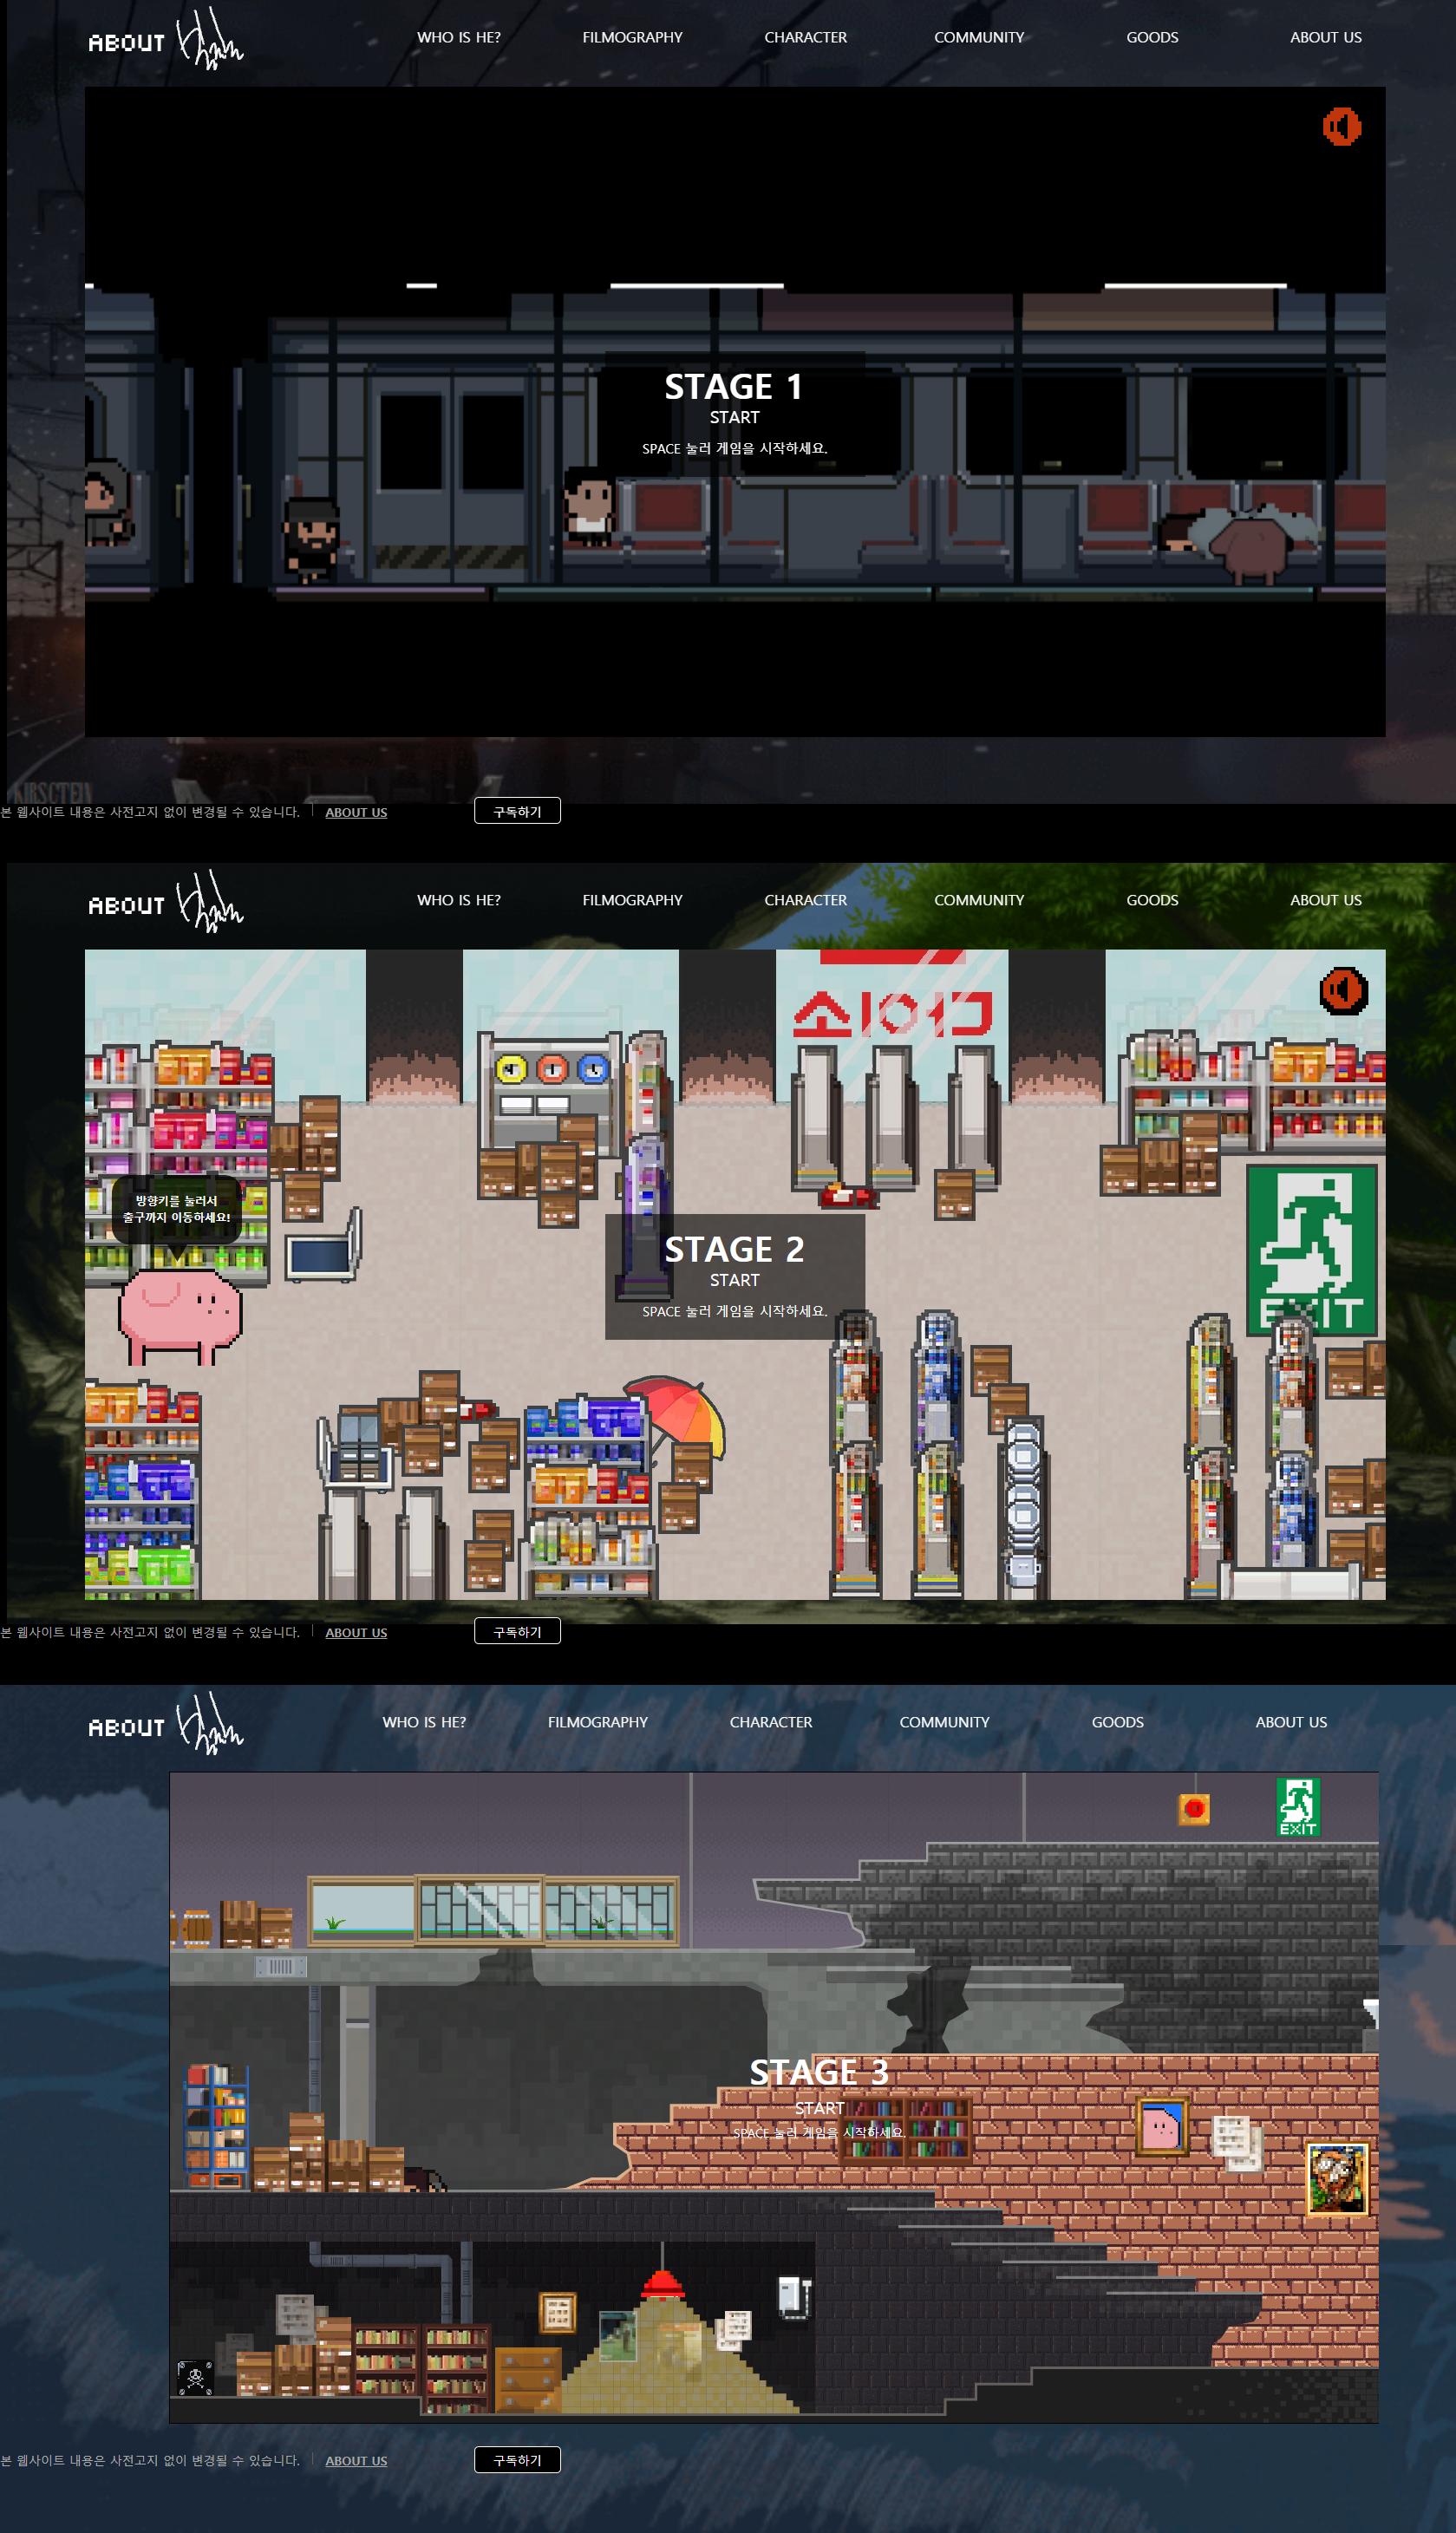 ABOUT
WHO IS HE?
FILMOGRAPHY
CHARACTER
COMMUNITY
GOODS
ABOUT US
STAGE 1
START
SPACE 눌러 게임을 시작하세요.
KIRSCTEIN
본 웹사이트 내용은 사전고지 없이 변경될 수 있습니다.
ABOUT US
구독하기
ABOUT
WHO IS HE?
FILMOGRAPHY
CHARACTER
COMMUNITY
GOODS
ABOUT US
방향키를 눌러서
출구까지 이동하세요!
STAGE 2
START
SPACE 눌러 게임을 시작하세요.
EXIT
본 웹사이트 내용은 사전고지 없이 변경될 수 있습니다.
ABOUT US
구독하기
ABOUT
WHO IS HE?
FILMOGRAPHY
CHARACTER
COMMUNITY
GOODS
ABOUT US
EXIT
STAGE 3
START
SPACE 눌러 게임을 시작하세요.
본 웹사이트 내용은 사전고지 없이 변경될 수 있습니다.
ABOUT US
구독하기